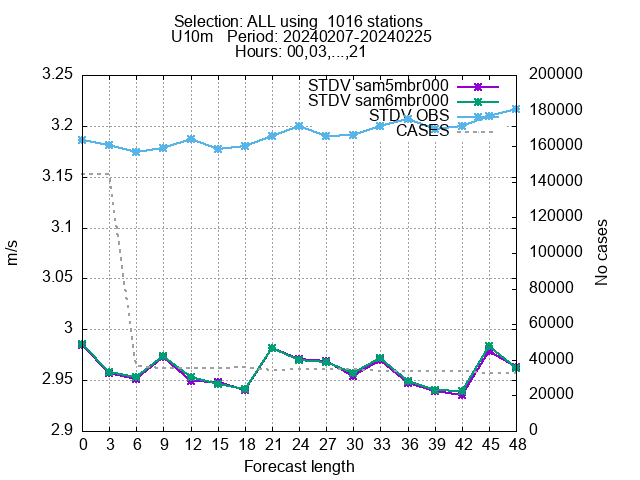 Selection: ALL using  1016 stations
U10m   Period: 20240207-20240225
Hours: 00,03,...,21
STDV sam5mbr000
STDV sam6mbr000
STDV OBS
CASES
3.25
3.2
3.15
3.1
3.05
3
2.95
2.9
m/s
200000
180000
160000
140000
120000
100000
80000
60000
40000
20000
0
No cases
0 3 6 9 12 15 18 21 24 27 30 33 36 39 42 45 48
Forecast length